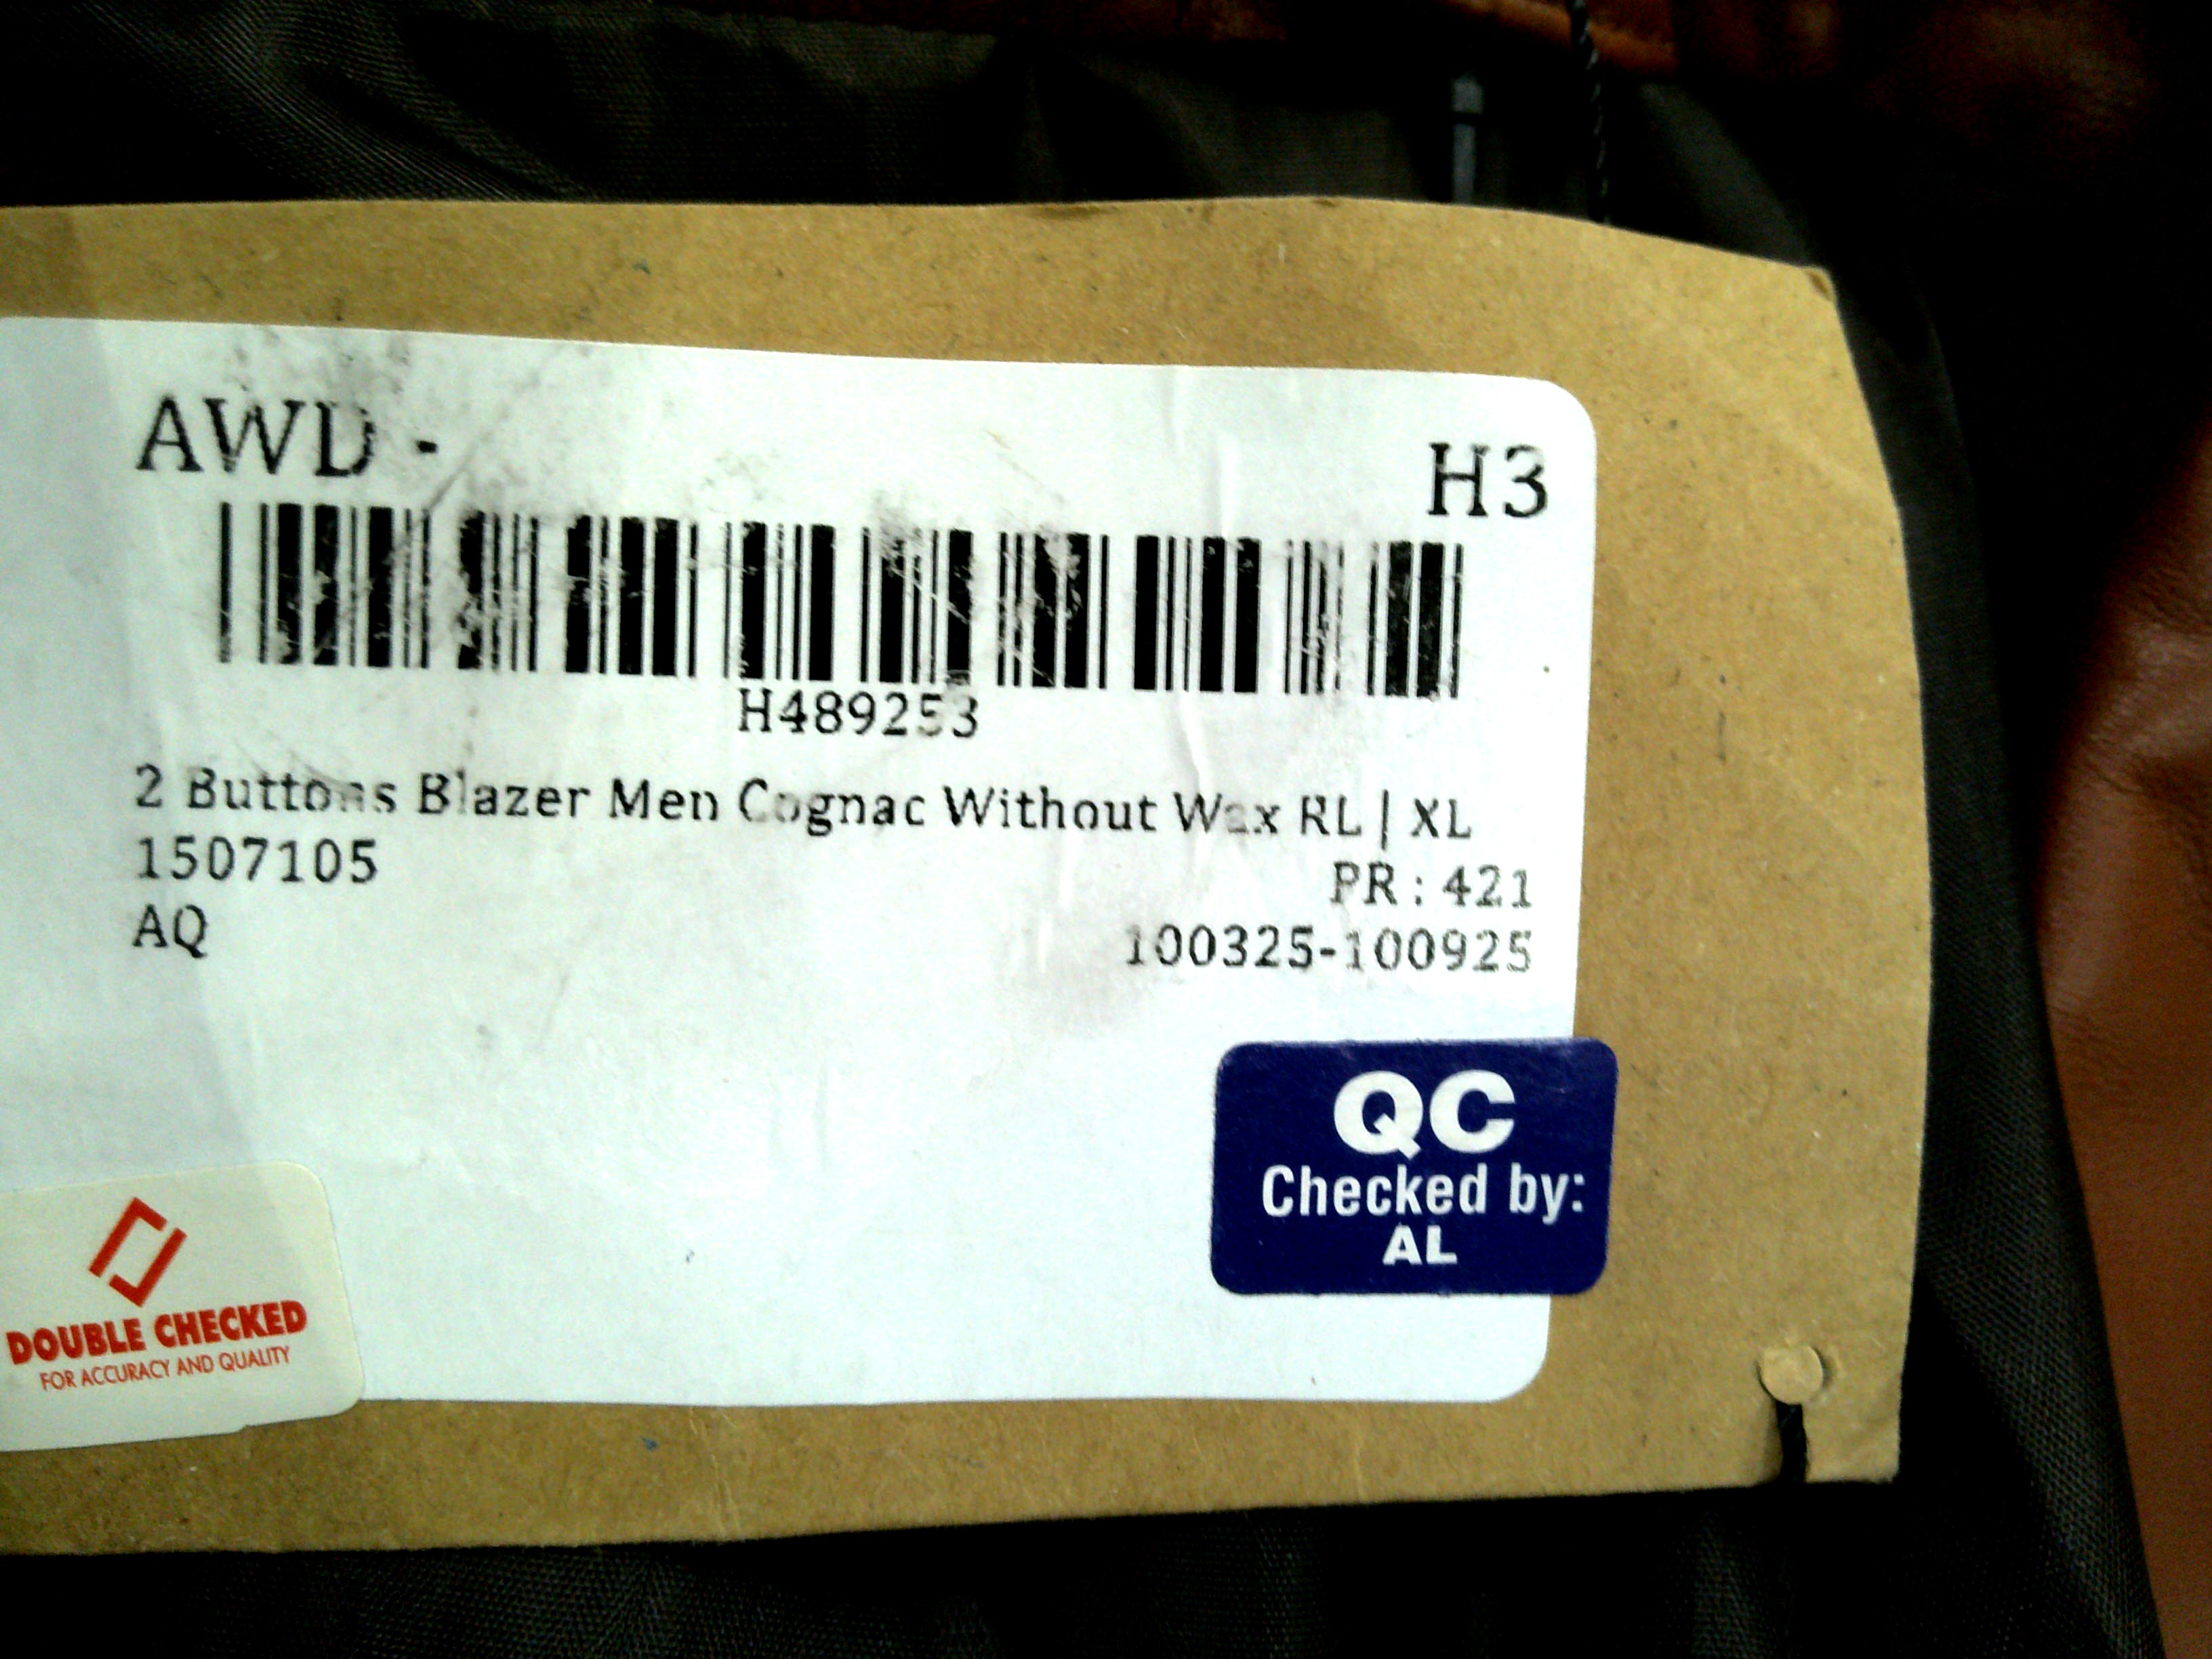 AWD -
H3
H489253
2 Buttons Blazer Men Cognac Without Wax RL | XL
1507105
PR : 421
AQ
100325-100925
QC
Checked by:
AL
DOUBLE CHECKED
FOR ACCURACY AND QUALITY